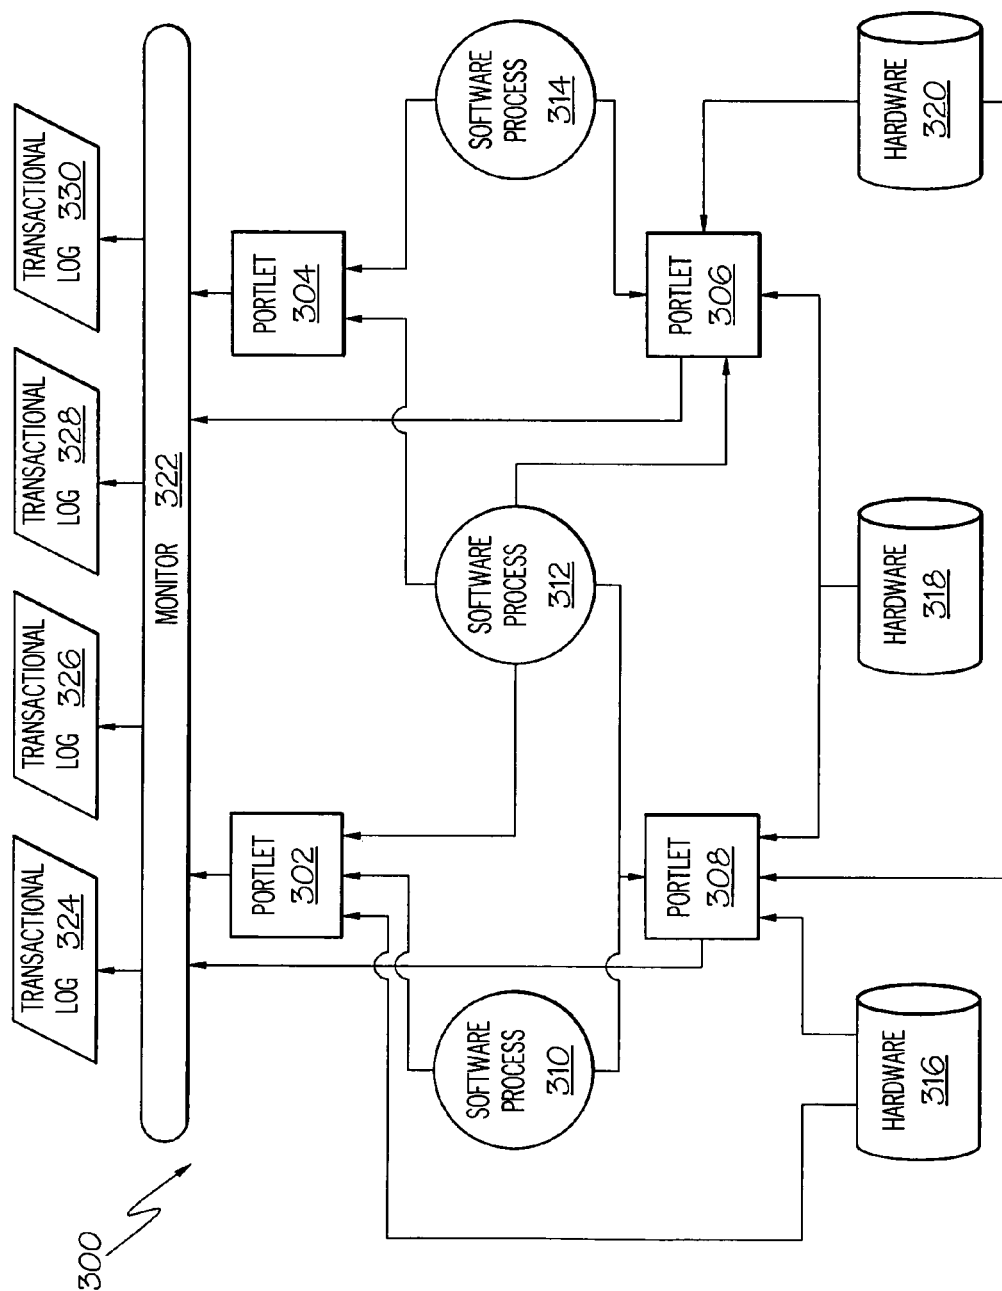 300
TRANSACTIONAL
LOG 324
TRANSACTIONAL
LOG 326
TRANSACTIONAL
LOG 328
TRANSACTIONAL
LOG 330
MONITOR 322
PORTLET
302
PORTLET
304
SOFTWARE
PROCESS
310
SOFTWARE
PROCESS
312
SOFTWARE
PROCESS
314
PORTLET
308
PORTLET
306
HARDWARE
316
HARDWARE
318
HARDWARE
320